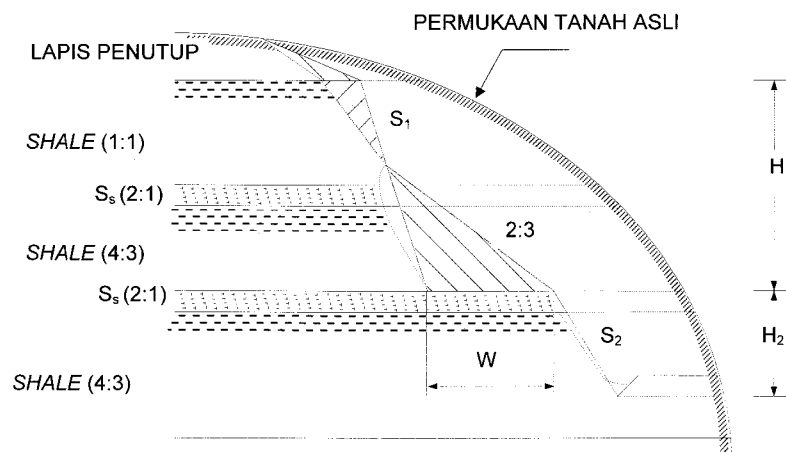 PERMUKAAN TANAH ASLI
LAPIS PENUTUP
S₁
SHALE (1:1)
H
Sₛ (2:1)
2:3
SHALE (4:3)
Sₛ (2:1)
S₂
H₂
W
SHALE (4:3)